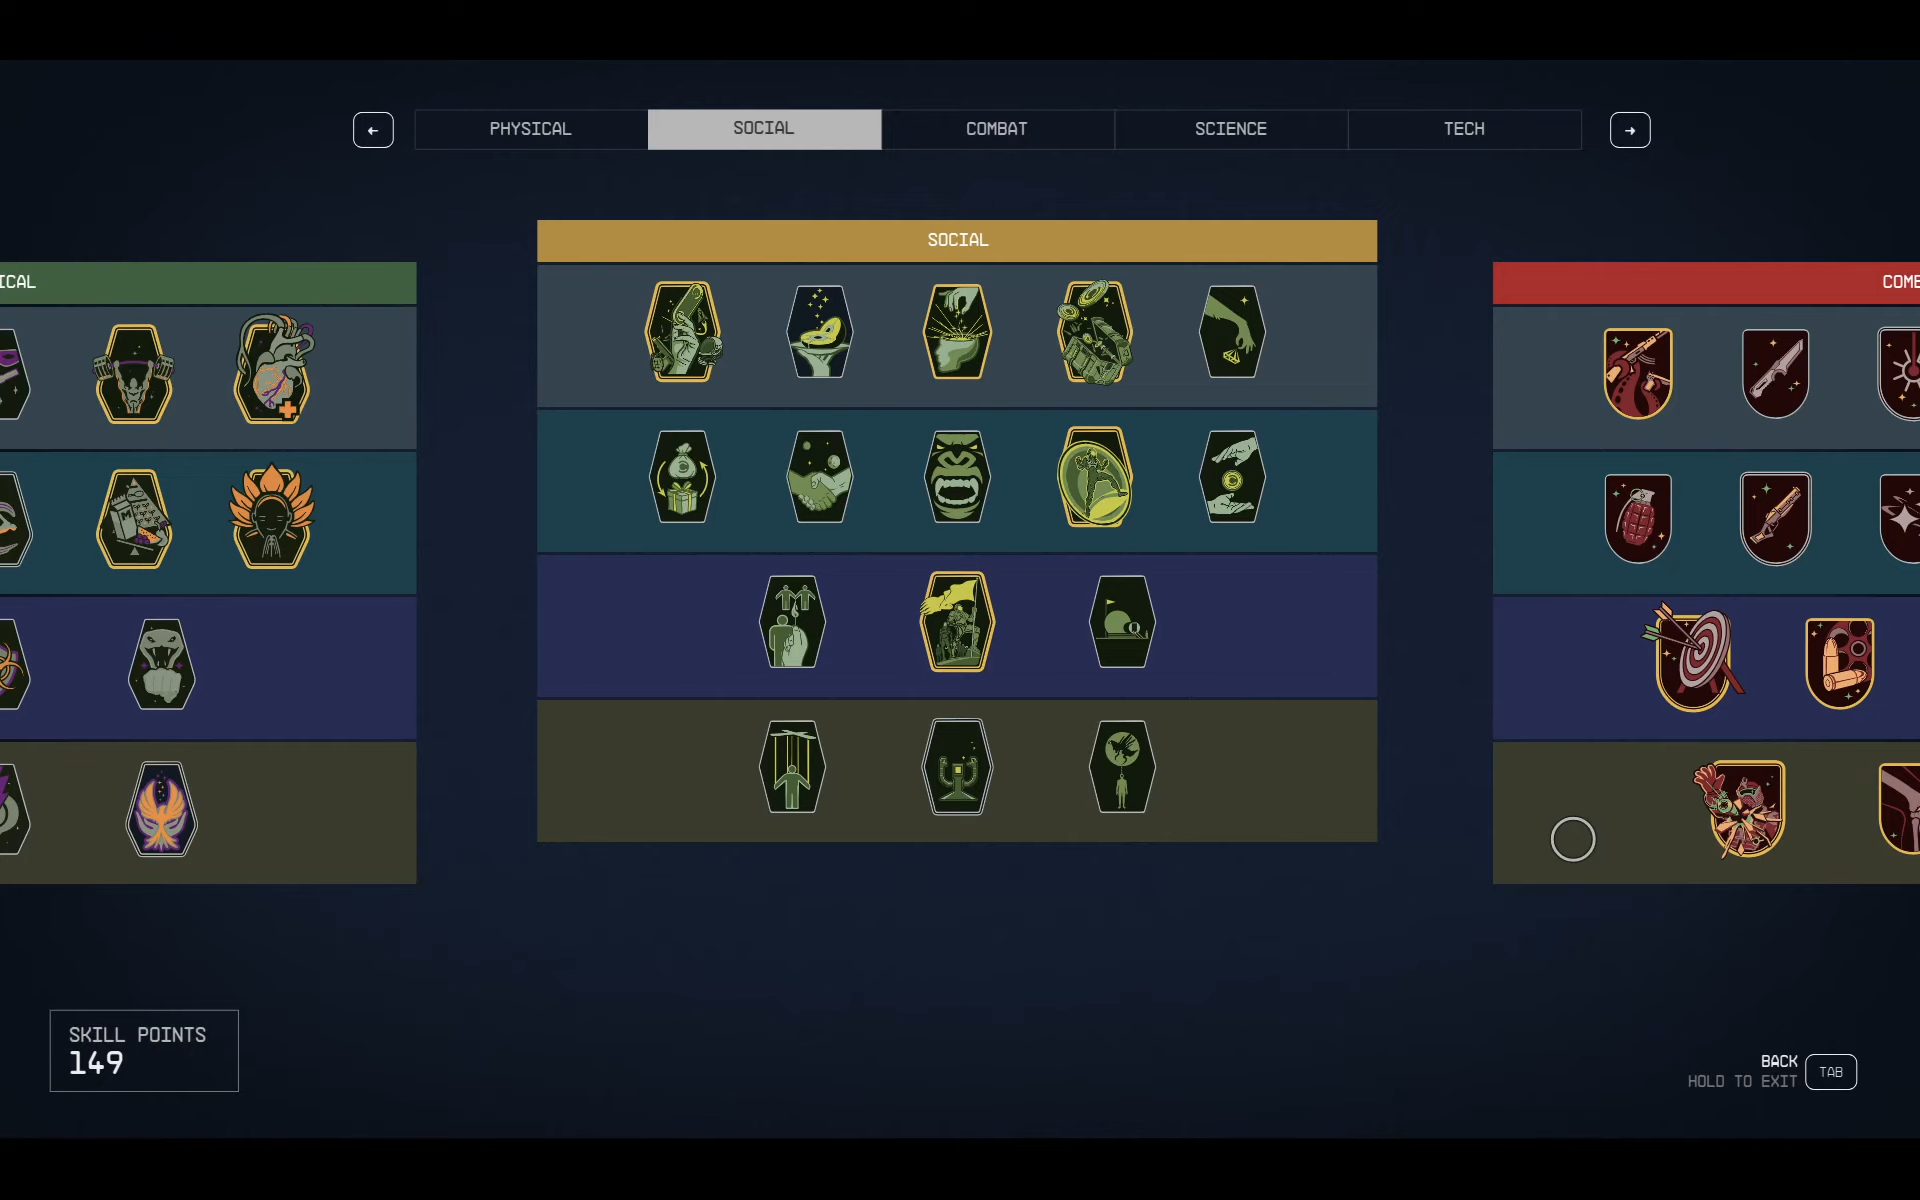 ←
PHYSICAL
SOCIAL
COMBAT
SCIENCE
TECH
→
SOCIAL
ICAL
COMB
SKILL POINTS
149
BACK
HOLD TO EXIT
TAB